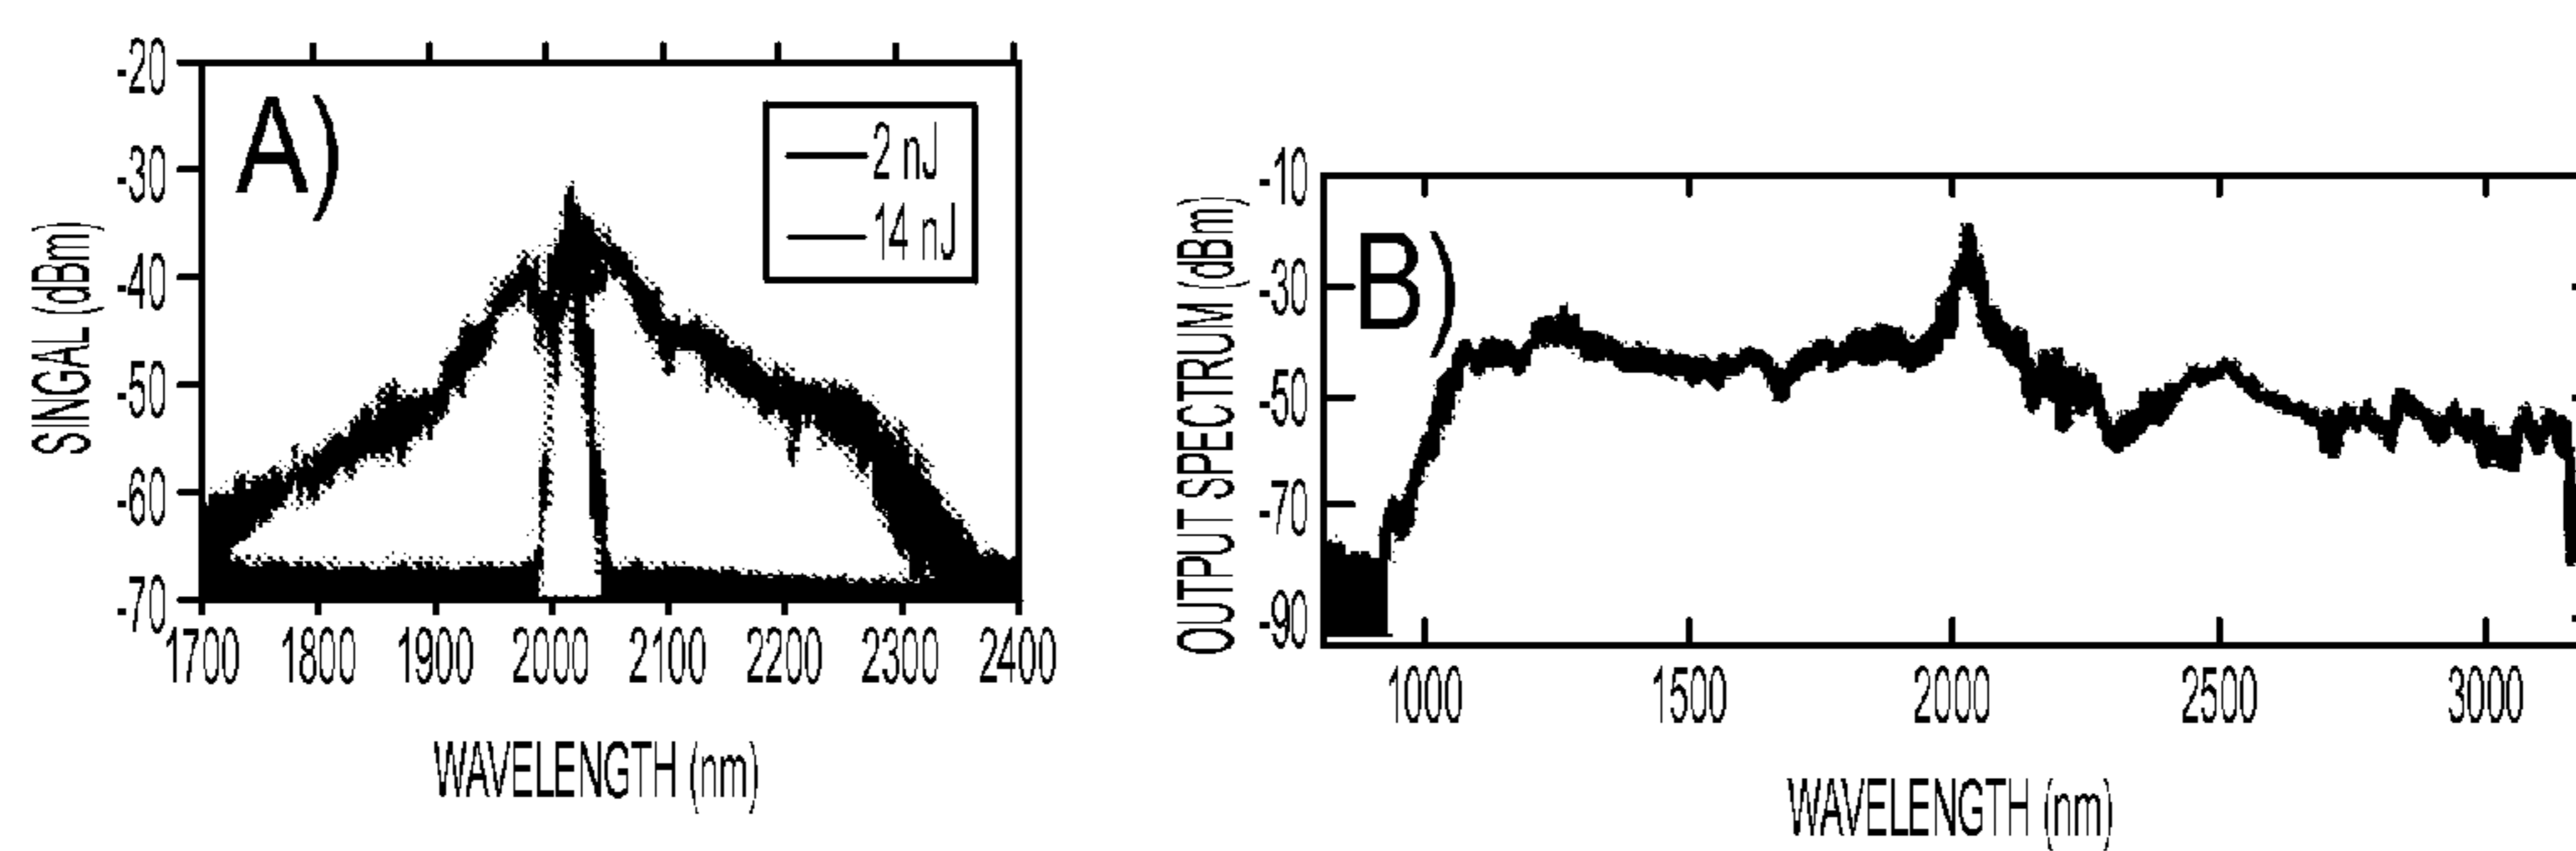 A)
SINGAL (dBm)
-20
-30
-40
-50
-60
-70
2 nJ
14 nJ
1700 1800 1900 2000 2100 2200 2300 2400
WAVELENGTH (nm)
B)
OUTPUT SPECTRUM (dBm)
-10
-30
-50
-70
-90
1000 1500 2000 2500 3000
WAVELENGTH (nm)